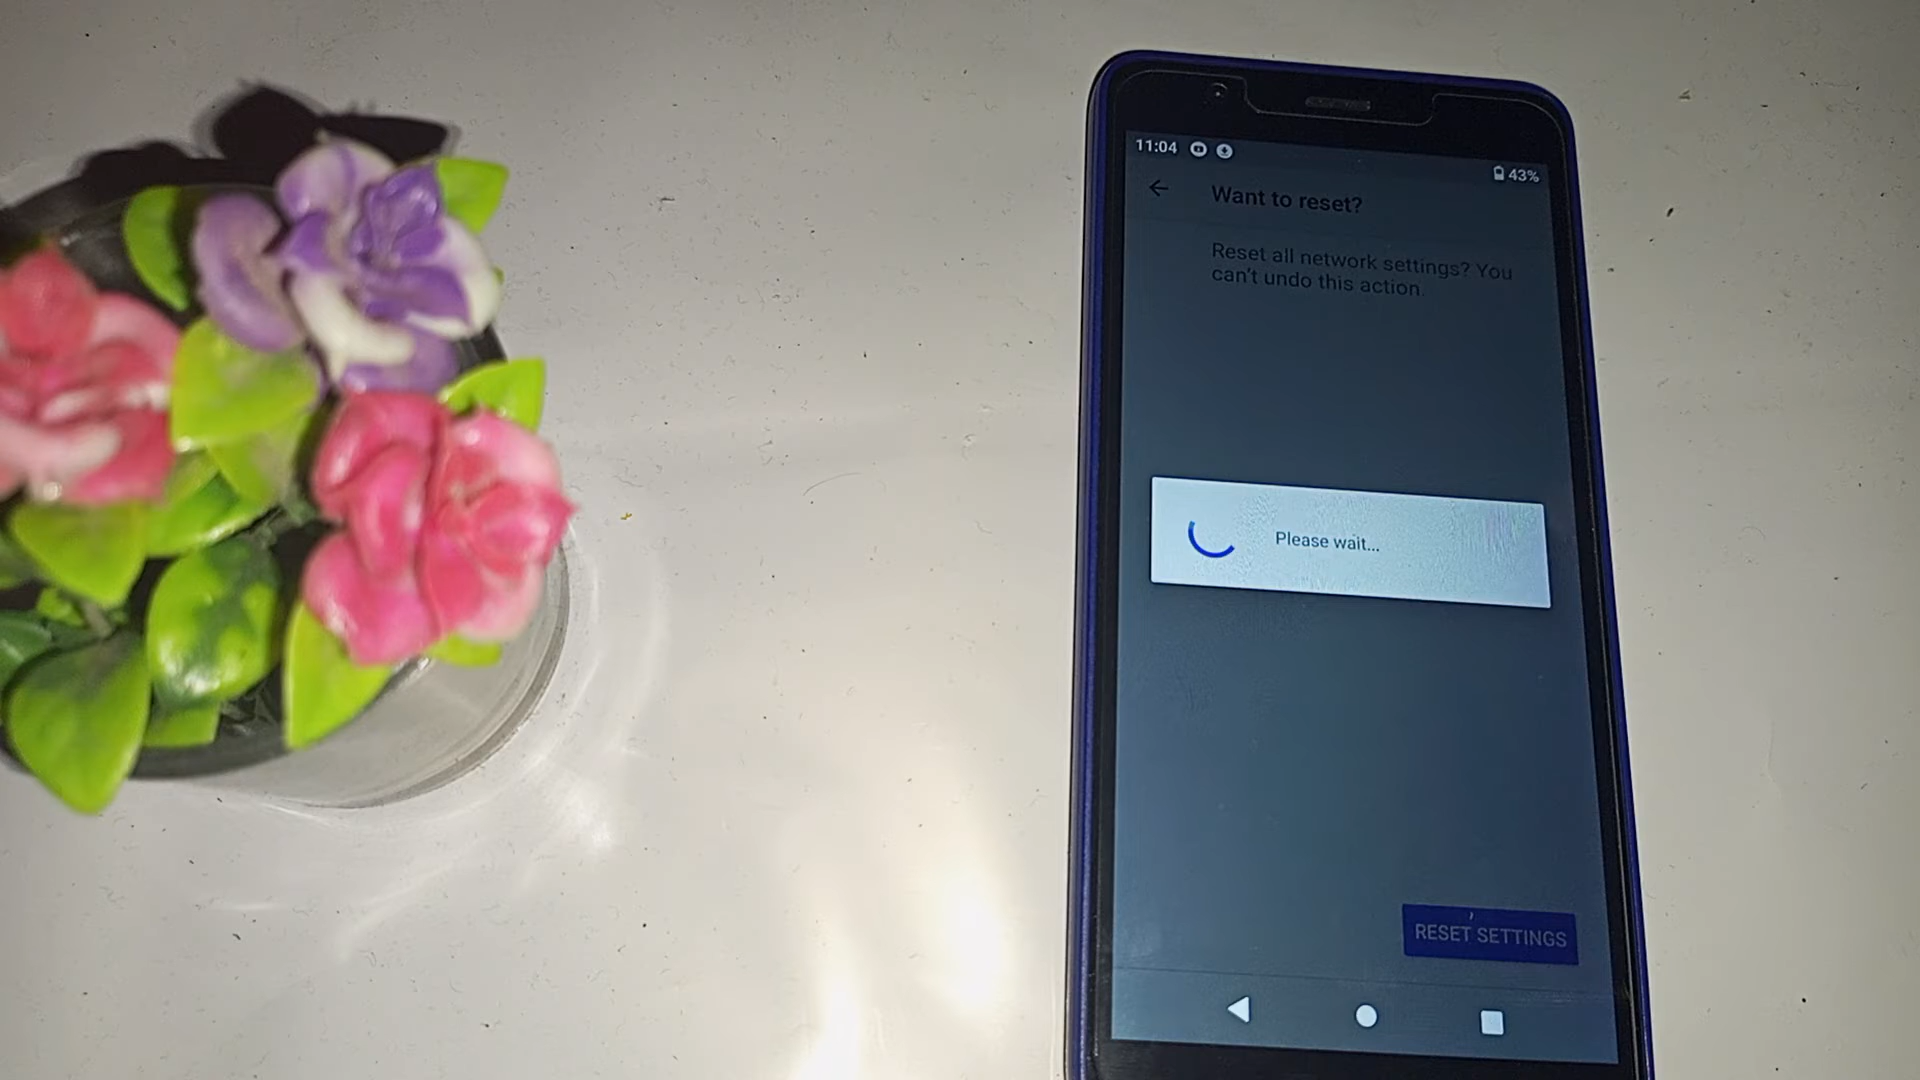 11:04
43%
Want to reset?
Reset all network settings? You
can't undo this action.
Please wait...
RESET SETTINGS